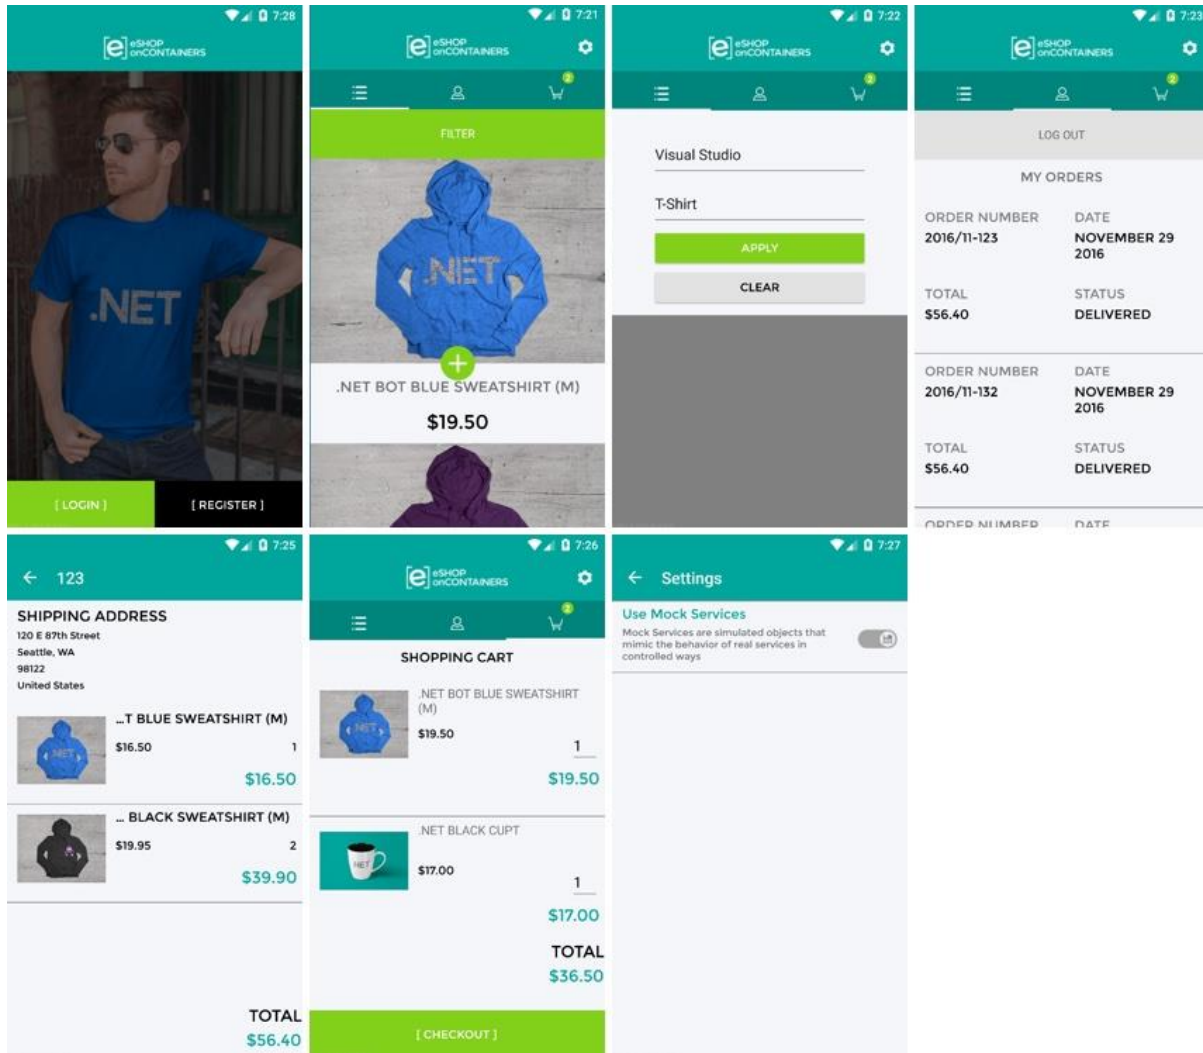 7:28
[e] eSHOP
onCONTAINERS
.NET
[ LOGIN ]
[ REGISTER ]
7:21
[e] eSHOP
onCONTAINERS
2
FILTER
.NET
.NET BOT BLUE SWEATSHIRT (M)
$19.50
7:22
[e] eSHOP
onCONTAINERS
2
Visual Studio
T-Shirt
APPLY
CLEAR
7:23
[e] eSHOP
onCONTAINERS
2
LOG OUT
MY ORDERS
ORDER NUMBER DATE
2016/11-123 NOVEMBER 29
2016
TOTAL STATUS
$56.40 DELIVERED
ORDER NUMBER DATE
2016/11-132 NOVEMBER 29
2016
TOTAL STATUS
$56.40 DELIVERED
ORDER NUMBER DATE
7:25
123
SHIPPING ADDRESS
120 E 87th Street
Seattle, WA
98122
United States
...T BLUE SWEATSHIRT (M)
.NET
$16.50 1
$16.50
... BLACK SWEATSHIRT (M)
$19.95 2
$39.90
TOTAL
$56.40
7:26
[e] eSHOP
onCONTAINERS
2
SHOPPING CART
.NET BOT BLUE SWEATSHIRT
(M)
.NET
$19.50
1
$19.50
.NET BLACK CUPT
.NET
$17.00
1
$17.00
TOTAL
$36.50
[ CHECKOUT ]
7:27
Settings
Use Mock Services
Mock Services are simulated objects that
mimic the behavior of real services in
controlled ways